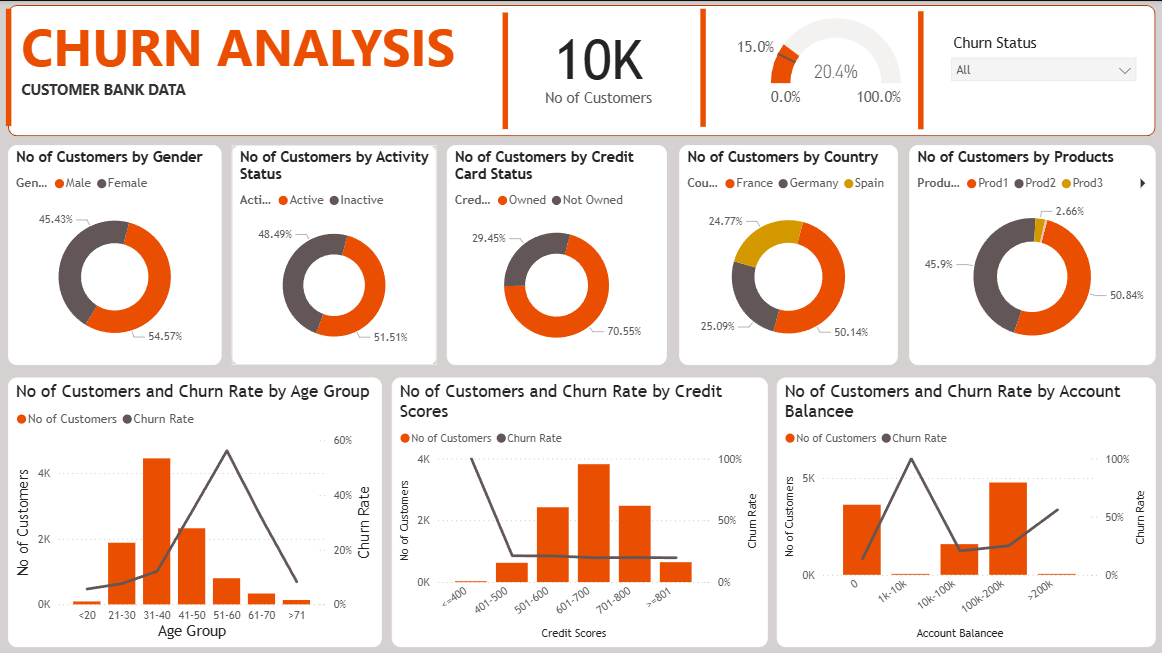 CHURN ANALYSIS
CUSTOMER BANK DATA
10K
No of Customers
15.0%
20.4%
0.0%
100.0%
Churn Status
All
No of Customers by Gender
Gen... Male Female
45.43%
54.57%
No of Customers by Activity
Status
Acti... Active Inactive
48.49%
51.51%
No of Customers by Credit
Card Status
Cred... Owned Not Owned
29.45%
70.55%
No of Customers by Country
Cou... France Germany Spain
24.77%
25.09%
50.14%
No of Customers by Products
Produ... Prod1 Prod2 Prod3
2.66%
45.9%
50.84%
No of Customers and Churn Rate by Age Group
No of Customers Churn Rate
No of Customers
4K
2K
0K
60%
40%
20%
0%
Churn Rate
<20 21-30 31-40 41-50 51-60 61-70 >71
Age Group
No of Customers and Churn Rate by Credit
Scores
No of Customers Churn Rate
No of Customers
4K
2K
0K
100%
50%
0%
Churn Rate
<=400 401-500 501-600 601-700 701-800 >=801
Credit Scores
No of Customers and Churn Rate by Account
Balancee
No of Customers Churn Rate
No of Customers
5K
0K
100%
50%
0%
Churn Rate
0 1k-10k 10k-100k 100k-200k >200k
Account Balancee